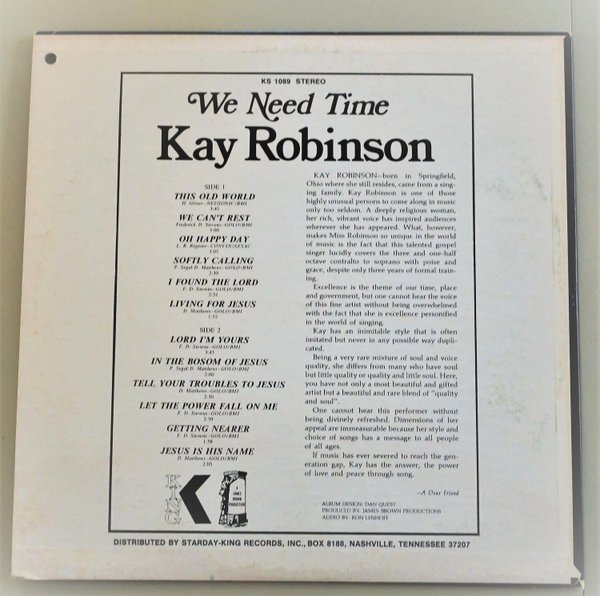 KS 1089 STEREO
We Need Time
Kay Robinson
SIDE 1
THIS OLD WORLD
We CAN'T REST
OH HAPPY DAY
SOFTLY CALLING
2:30
I FOUND THE LORD
LIVING FOR JESUS
SIDE 2
LORD I'M YOURS
IN THE BOSOM OF JESUS
TELL YOUR TROUBLES TO JESUS
LET THE POWER FALL ON ME
GETTING NEARER
JESUS IS HIS NAME
KAY ROBINSON—born in Springfield,
Ohio where she still resides, came from a sing-
ing family. Kay Robinson is one of those
highly unusual persons to come along in music
only too seldom. A deeply religious woman,
her rich, vibrant voice has inspired audiences
wherever she has appeared. What, however,
makes Miss Robinson so unique in the world
of music is the fact that this talented gospel
singer lucidly covers the three and one-half
octave contralto to soprano with poise and
grace, despite only three years of formal train-
ing.
Excellence is the theme of our time, place
and government, but one cannot hear the voice
of this fine artist without being overwhelmed
with the fact that she is excellence personified
in the world of singing.
Kay has an inimitable style that is often
imitated but never in any possible way dupli-
cated.
Being a very rare mixture of soul and voice
quality, she differs from many who have soul
but little quality or quality and little soul. Here,
you have not only a most beautiful and gifted
artist but a beautiful and rare blend of "quality
and soul".
One cannot hear this performer without
being divinely refreshed. Dimensions of her
appeal are immeasurable because her style and
choice of songs has a message to all people
of all ages.
If music has ever severed to reach the gen-
eration gap, Kay has the answer, the power
of love and peace through song.
—A Dear Friend
ALBUM DESIGN: DAN QUEST
PRODUCED BY: JAMES BROWN PRODUCTIONS
AUDIO BY: RON LENHOFF
KING
A JAMES BROWN PRODUCTION
DISTRIBUTED BY STARDAY-KING RECORDS, INC., BOX 8188, NASHVILLE, TENNESSEE 37207